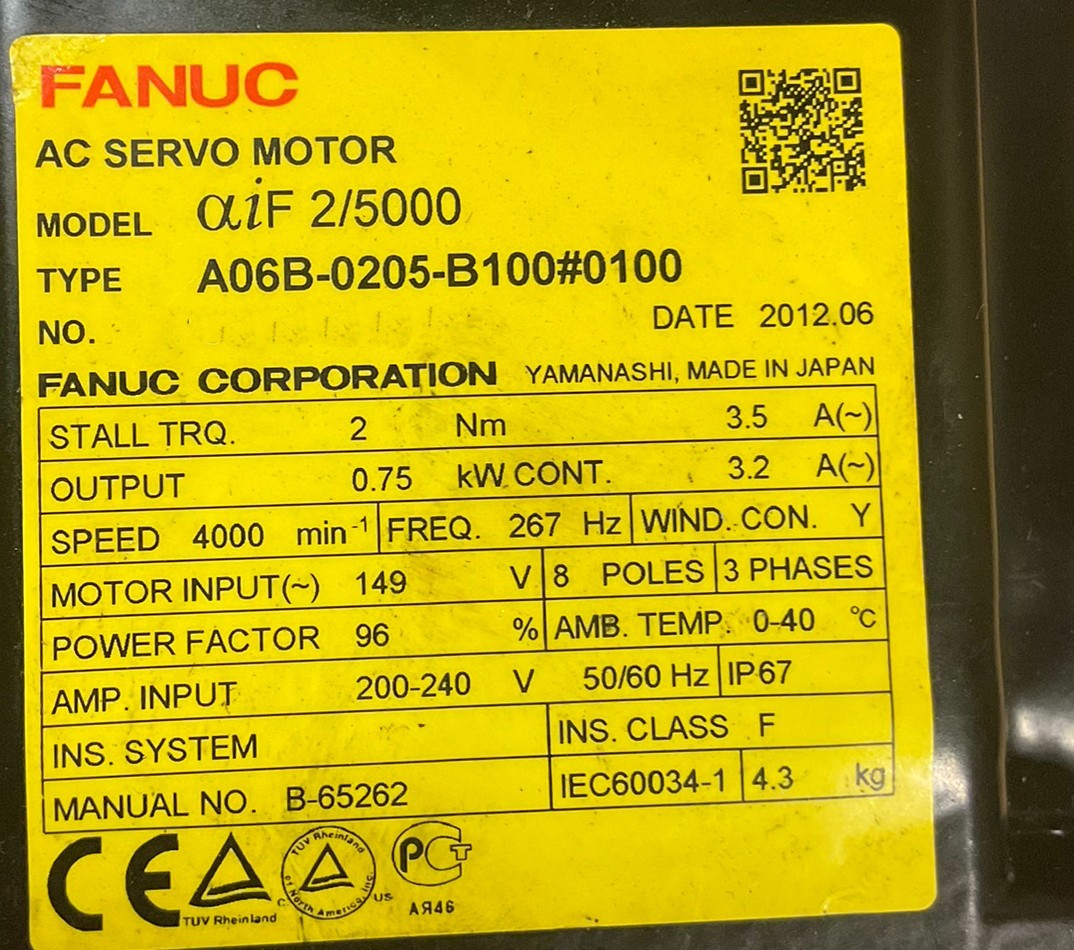 FANUC
AC SERVO MOTOR
MODEL αiF 2/5000
TYPE A06B-0205-B100#0100
NO.
DATE 2012.06
FANUC CORPORATION YAMANASHI, MADE IN JAPAN
STALL TRQ. 2 Nm 3.5 A(~)
OUTPUT 0.75 kW CONT. 3.2 A(~)
SPEED 4000 min-1 FREQ. 267 Hz WIND. CON. Y
MOTOR INPUT(~) 149 V 8 POLES 3 PHASES
POWER FACTOR 96 % AMB. TEMP. 0-40 °C
AMP. INPUT 200-240 V 50/60 Hz IP67
INS. SYSTEM INS. CLASS F
MANUAL NO. B-65262 IEC60034-1 4.3 kg
CE
TUV Rheinland
TUV Rheinland of North America, Inc.
C US
РСТ
АЯ46